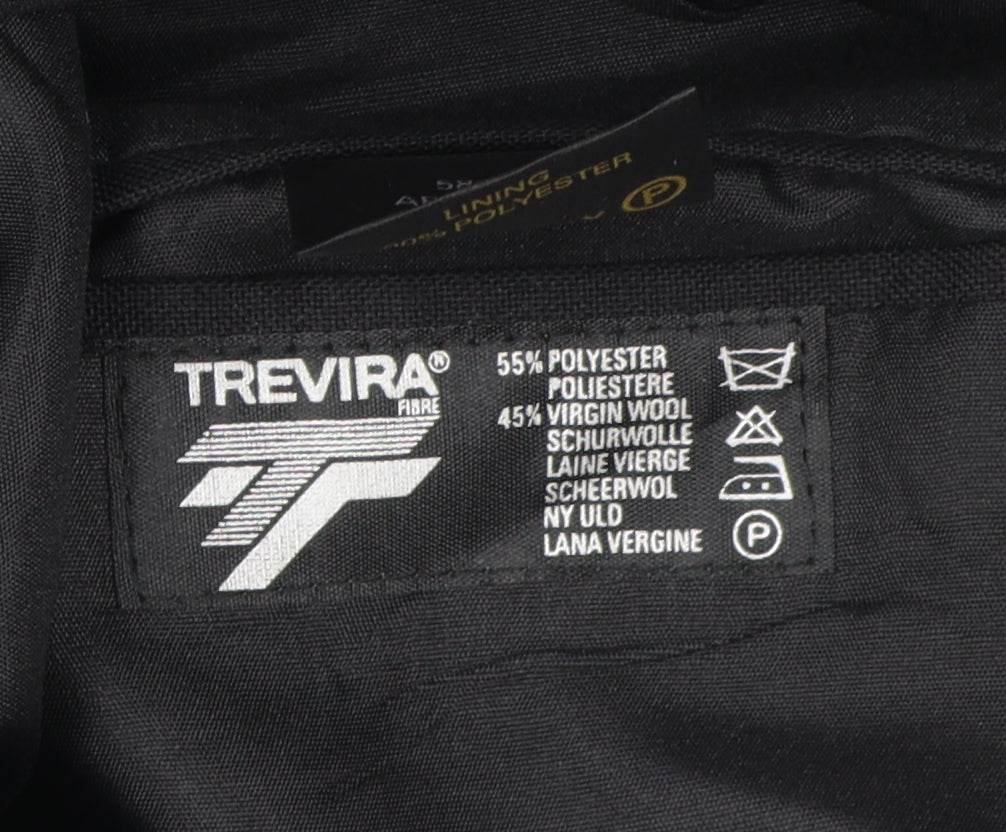 LINING
POLYESTER
P
TREVIRA®
FIBRE
55% POLYESTER
POLIESTERE
45% VIRGIN WOOL
SCHURWOLLE
LAINE VIERGE
SCHEERWOL
NY ULD
LANA VERGINE
P